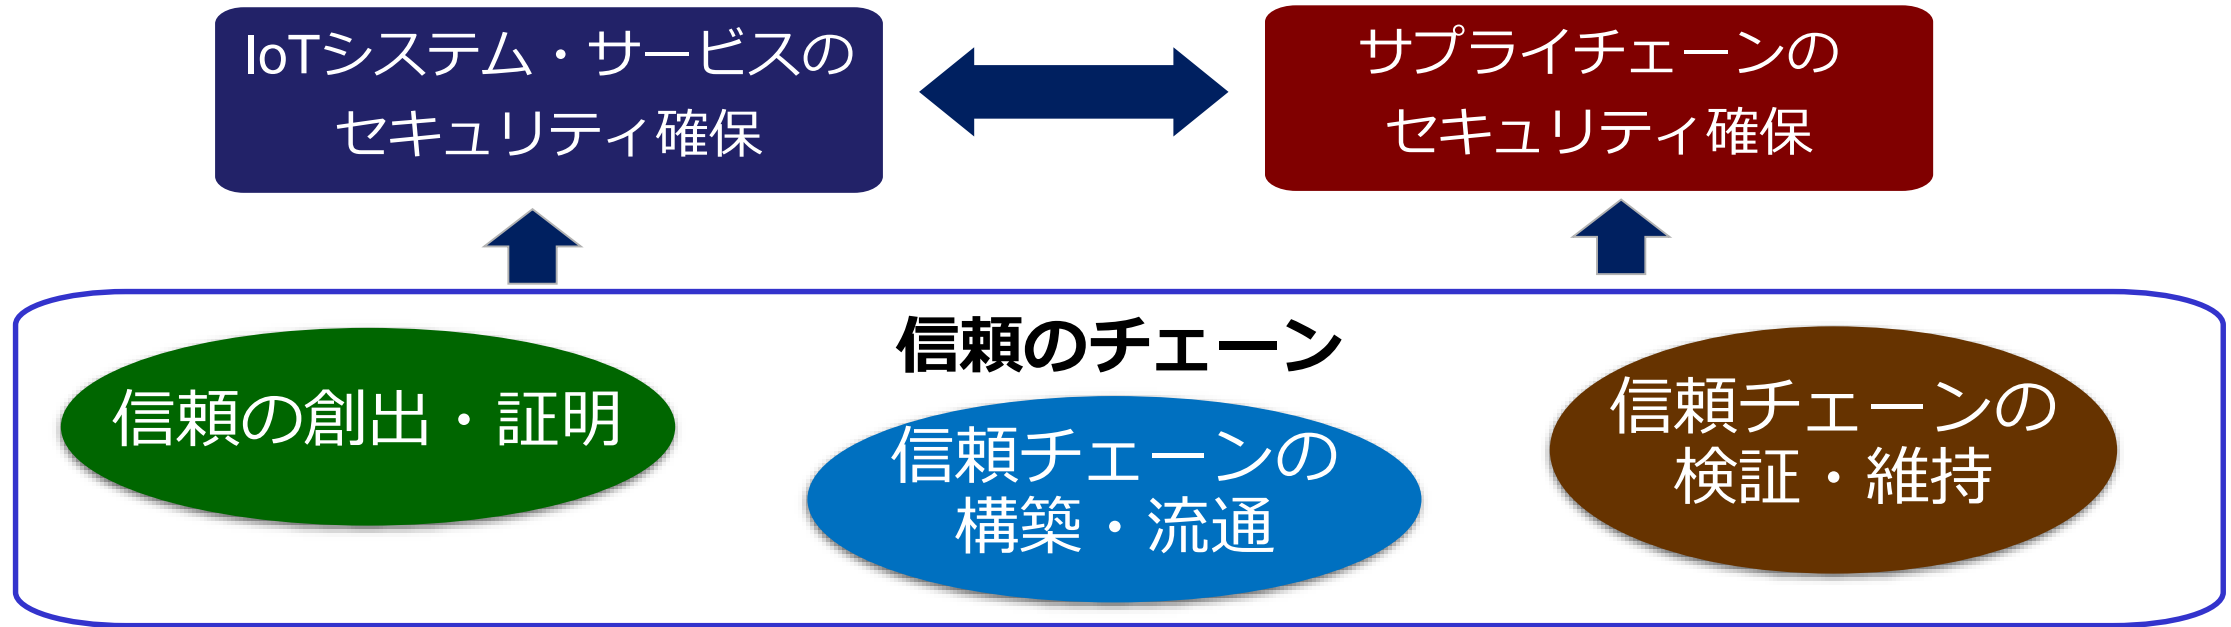 IoTシステム・サービスの
セキュリティ確保
サプライチェーンの
セキュリティ確保
信頼のチェーン
信頼の創出・証明
信頼チェーンの
構築・流通
信頼チェーンの
検証・維持